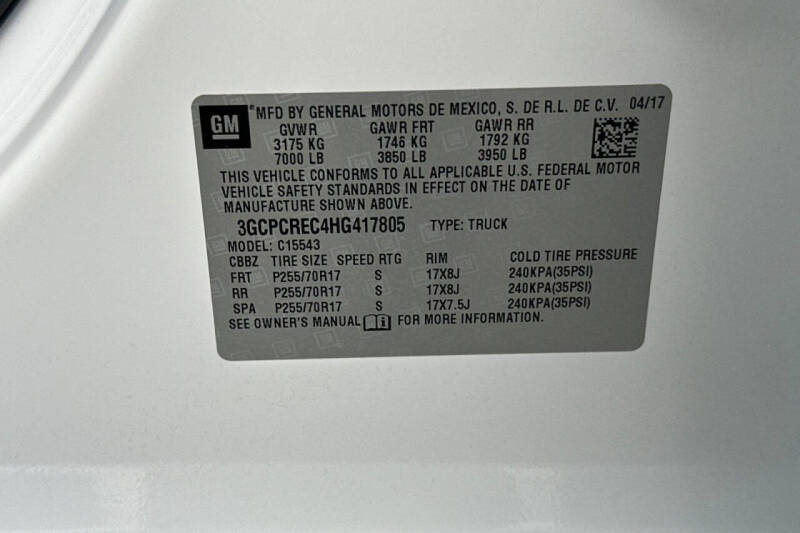 GM
MFD BY GENERAL MOTORS DE MEXICO, S. DE R.L. DE C.V. 04/17
GVWR GAWR FRT GAWR RR
3175 KG 1746 KG 1792 KG
7000 LB 3850 LB 3950 LB
THIS VEHICLE CONFORMS TO ALL APPLICABLE U.S. FEDERAL MOTOR
VEHICLE SAFETY STANDARDS IN EFFECT ON THE DATE OF
MANUFACTURE SHOWN ABOVE.
3GCPCREC4HG417805 TYPE: TRUCK
MODEL: C15543
CBBZ TIRE SIZE SPEED RTG RIM COLD TIRE PRESSURE
FRT P255/70R17 S 17X8J 240KPA(35PSI)
RR P255/70R17 S 17X8J 240KPA(35PSI)
SPA P255/70R17 S 17X7.5J 240KPA(35PSI)
SEE OWNER'S MANUAL FOR MORE INFORMATION.